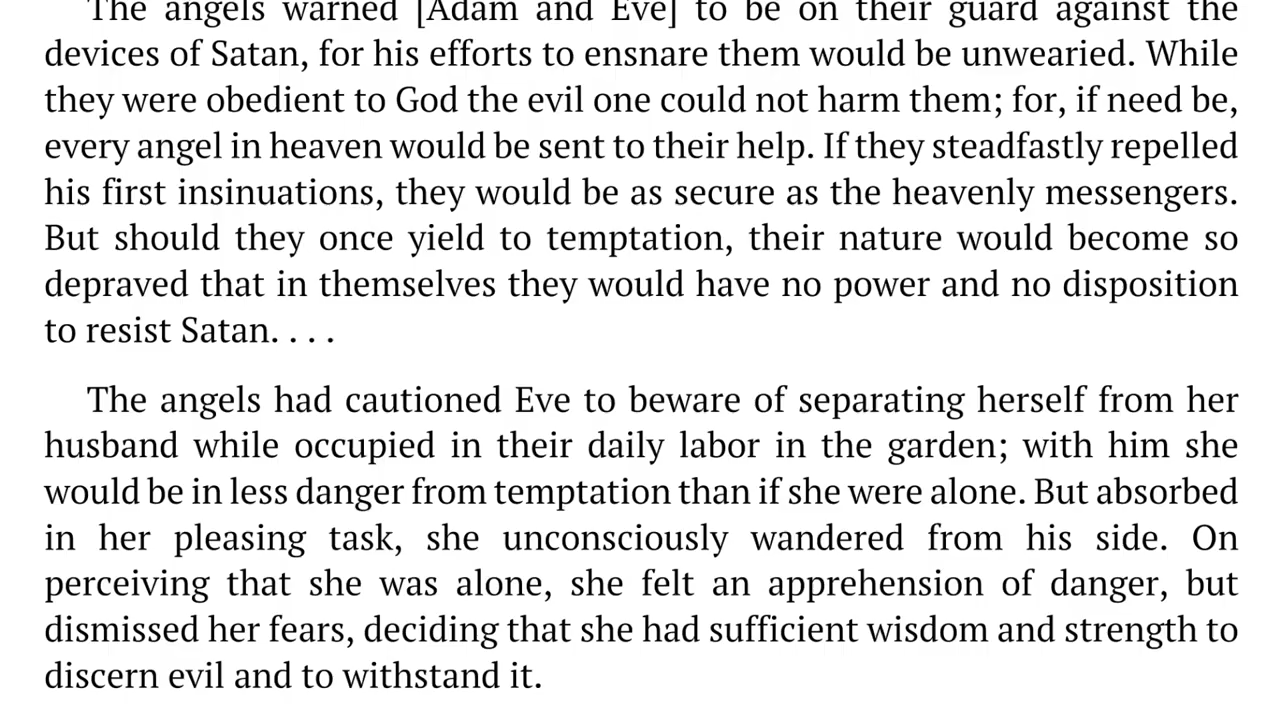 The angels warned [Adam and Eve] to be on their guard against the
devices of Satan, for his efforts to ensnare them would be unwearied. While
they were obedient to God the evil one could not harm them; for, if need be,
every angel in heaven would be sent to their help. If they steadfastly repelled
his first insinuations, they would be as secure as the heavenly messengers.
But should they once yield to temptation, their nature would become so
depraved that in themselves they would have no power and no disposition
to resist Satan. . . .
The angels had cautioned Eve to beware of separating herself from her
husband while occupied in their daily labor in the garden; with him she
would be in less danger from temptation than if she were alone. But absorbed
in her pleasing task, she unconsciously wandered from his side. On
perceiving that she was alone, she felt an apprehension of danger, but
dismissed her fears, deciding that she had sufficient wisdom and strength to
discern evil and to withstand it.